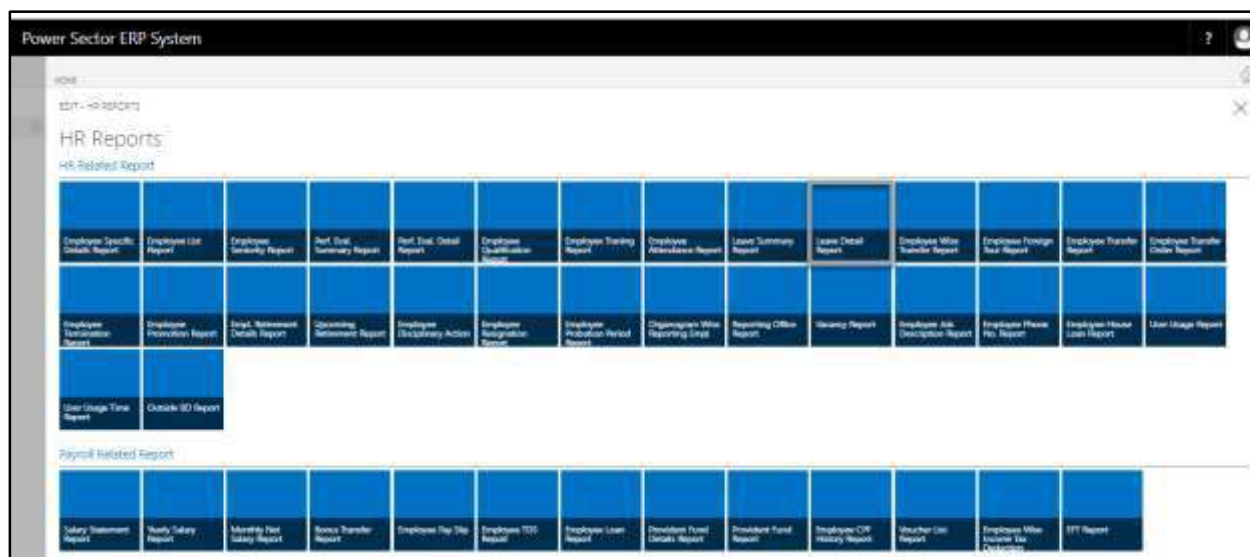 Power Sector ERP System
?
HOME
EDIT - HR REPORTS
HR Reports
HR Related Report
Employee Specific
Details Report
Employee List
Report
Employee
Seniority Report
Perf. Eval.
Summary Report
Perf. Eval. Detail
Report
Employee
Qualification
Report
Employee Traning
Report
Employee
Attendance Report
Leave Summary
Report
Leave Detail
Report
Employee Wise
Transfer Report
Employee Foreign
Tour Report
Employee Transfer
Report
Employee Transfer
Order Report
Employee
Termination
Report
Employee
Promotion Report
Empl. Retirement
Details Report
Upcoming
Retirement Report
Employee
Disciplinary Action
Employee
Resignation
Report
Employee
Probation Period
Report
Organogram Wise
Reporting Empl
Reporting Office
Report
Vacancy Report
Employee Job
Description Report
Employee Phone
No. Report
Employee House
Loan Report
User Usage Report
User Usage Time
Report
Outside BD Report
Payroll Related Report
Salary Statement
Report
Yearly Salary
Report
Monthly Net
Salary Report
Bonus Transfer
Report
Employee Pay Slip
Employee TDS
Report
Employee Loan
Report
Provident Fund
Details Report
Provident Fund
Report
Employee CPF
History Report
Voucher List
Report
Employee Wise
Income Tax
Deduction
EFT Report